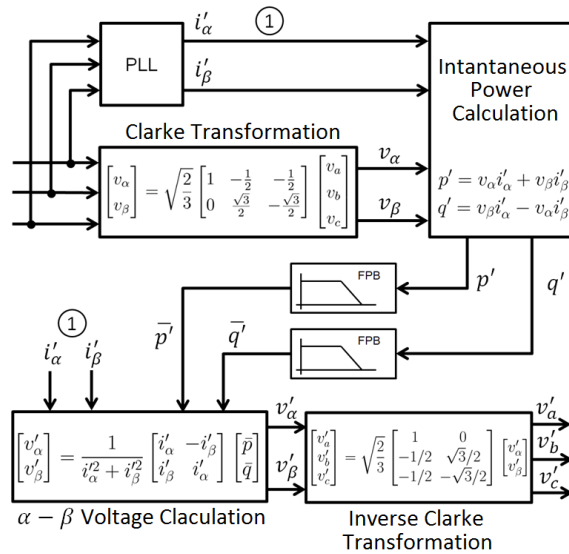 i′α
①
PLL
i′β
Intantaneous
Power
Calculation
Clarke Transformation
[vα vβ] = √(2/3) [1 −1/2 −1/2; 0 √3/2 −√3/2] [va vb vc]
vα
vβ
p′ = vαi′α + vβi′β
q′ = vβi′α − vαi′β
FPB
p′
q′
p̅′
q̅′
FPB
①
i′α
i′β
[v′α v′β] = 1/(i′α² + i′β²) [i′α −i′β; i′β i′α] [p̅ q̅]
v′α
v′β
[v′a v′b v′c] = √(2/3) [1 0; −1/2 √3/2; −1/2 −√3/2] [v′α v′β]
v′a
v′b
v′c
α − β Voltage Claculation
Inverse Clarke
Transformation